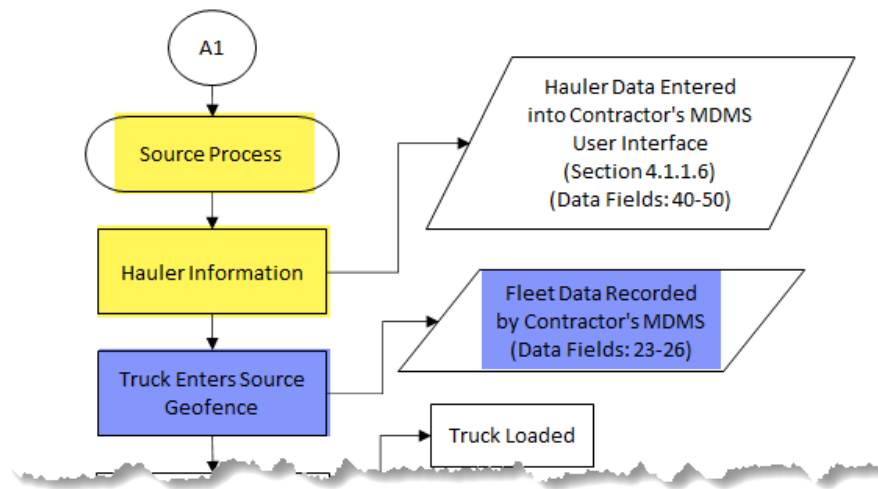 A1
Source Process
Hauler Data Entered
into Contractor's MDMS
User Interface
(Section 4.1.1.6)
(Data Fields: 40-50)
Hauler Information
Fleet Data Recorded
by Contractor's MDMS
(Data Fields: 23-26)
Truck Enters Source
Geofence
Truck Loaded